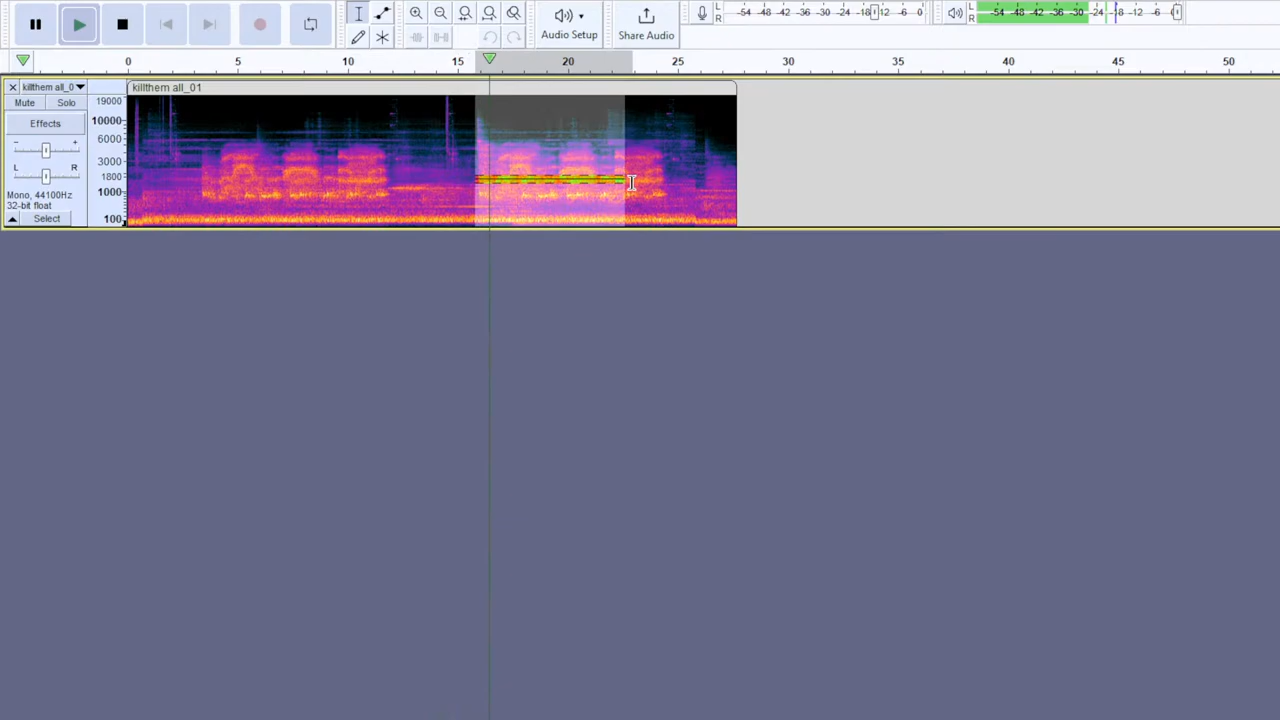 L
R
-54 -48 -42 -36 -30 -24 -18 -12 -6 0
L
R
-54 -48 -42 -36 -30 -24 -18 -12 -6 0
Audio Setup
Share Audio
0 5 10 15 20 25 30 35 40 45 50
killthem all_0
killthem all_01
Mute Solo
Effects
- +
L R
Mono, 44100Hz
32-bit float
Select
19000
10000
6000
3000
1800
1000
100